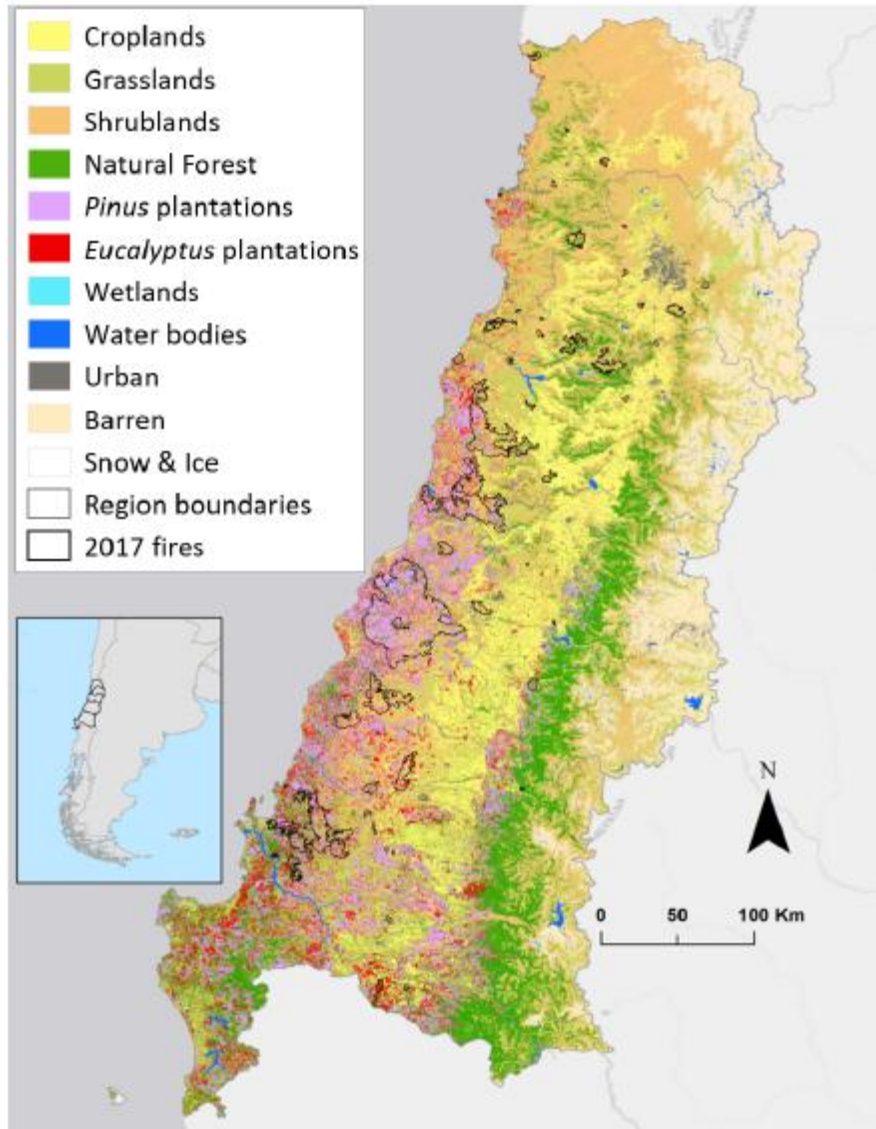 Croplands
Grasslands
Shrublands
Natural Forest
Pinus plantations
Eucalyptus plantations
Wetlands
Water bodies
Urban
Barren
Snow & Ice
Region boundaries
2017 fires
N
0 50 100 Km